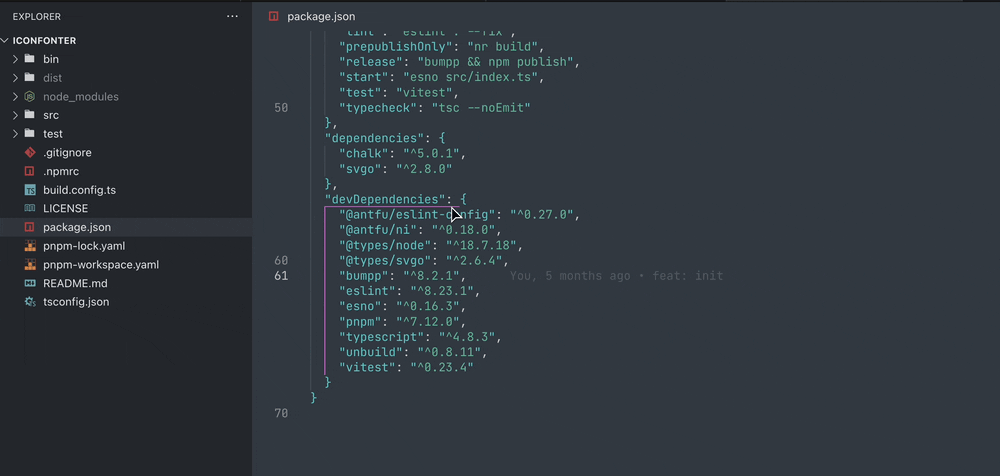 EXPLORER
ICONFONTER
bin
dist
node_modules
src
test
.gitignore
.npmrc
build.config.ts
LICENSE
package.json
pnpm-lock.yaml
pnpm-workspace.yaml
README.md
tsconfig.json
package.json
"lint": "eslint . --fix",
"prepublishOnly": "nr build",
"release": "bumpp && npm publish",
"start": "esno src/index.ts",
"test": "vitest",
50 "typecheck": "tsc --noEmit"
},
"dependencies": {
"chalk": "^5.0.1",
"svgo": "^2.8.0"
},
"devDependencies": {
"@antfu/eslint-config": "^0.27.0",
"@antfu/ni": "^0.18.0",
"@types/node": "^18.7.18",
60 "@types/svgo": "^2.6.4",
61 "bumpp": "^8.2.1", You, 5 months ago • feat: init
"eslint": "^8.23.1",
"esno": "^0.16.3",
"pnpm": "^7.12.0",
"typescript": "^4.8.3",
"unbuild": "^0.8.11",
"vitest": "^0.23.4"
}
}
70